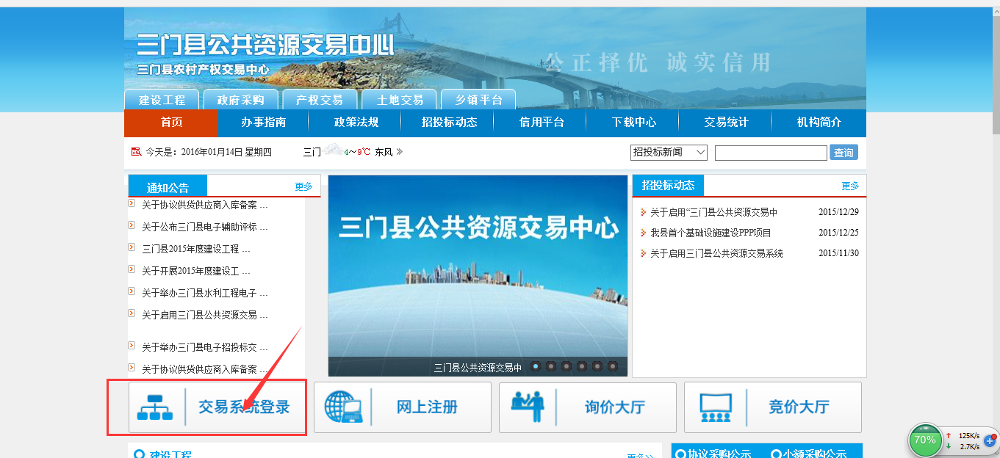 三门县公共资源交易中心
三门县农村产权交易中心
公正择优 诚实信用
建设工程 政府采购 产权交易 土地交易 乡镇平台
首页 办事指南 政策法规 招投标动态 信用平台 下载中心 交易统计 机构简介
今天是：2016年01月14日 星期四 三门 4～9℃ 东风 招投标新闻 查询
通知公告 更多
关于协议供货供应商入库备案 ...
关于公布三门县电子辅助评标 ...
三门县2015年度建设工程 ...
关于开展2015年度建设工 ...
关于举办三门县水利工程电子 ...
关于启用三门县公共资源交易 ...
关于举办三门县电子招投标交 ...
关于协议供货供应商入库备案 ...
三门县公共资源交易中心
三门县公共资源交易中
招投标动态 更多
关于启用“三门县公共资源交易中 2015/12/29
我县首个基础设施建设PPP项目 2015/12/25
关于启用三门县公共资源交易系统 2015/11/30
交易系统登录 网上注册 询价大厅 竞价大厅
建设工程 更多>> 协议采购公示 小额采购公示
70% 125K/s
2.7K/s